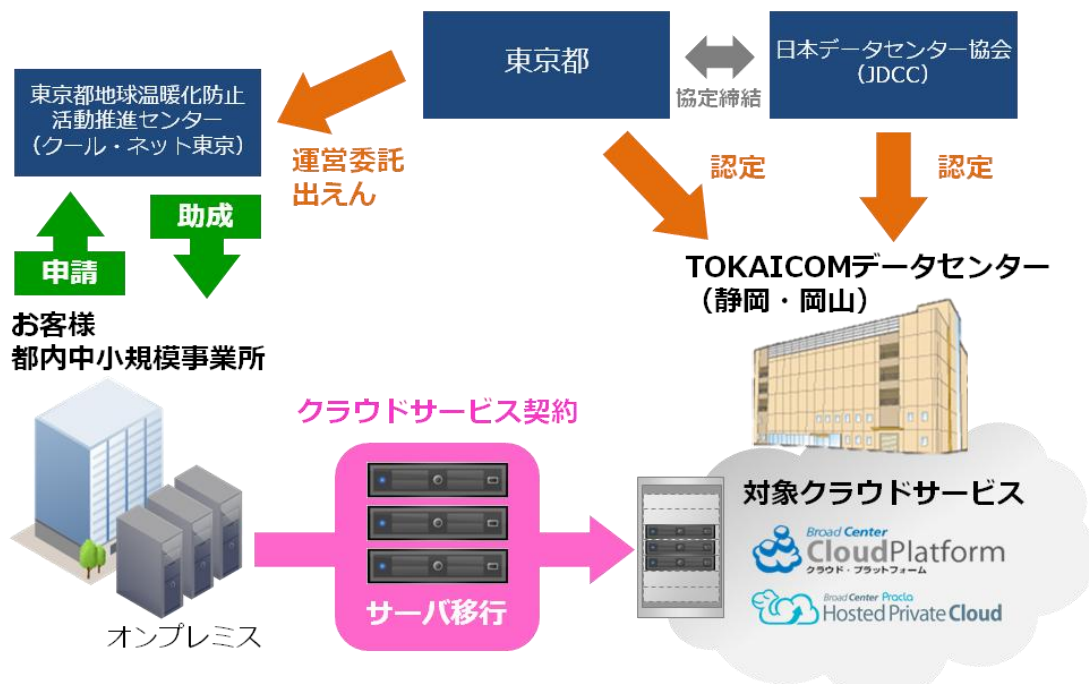 東京都
日本データセンター協会
（JDCC）
協定締結
東京都地球温暖化防止
活動推進センター
（クール・ネット東京）
運営委託
出えん
認定
認定
助成
申請
TOKAICOMデータセンター
（静岡・岡山）
お客様
都内中小規模事業所
クラウドサービス契約
サーバ移行
オンプレミス
対象クラウドサービス
Broad Center
CloudPlatform
クラウド・プラットフォーム
Broad Center Procla
Hosted Private Cloud